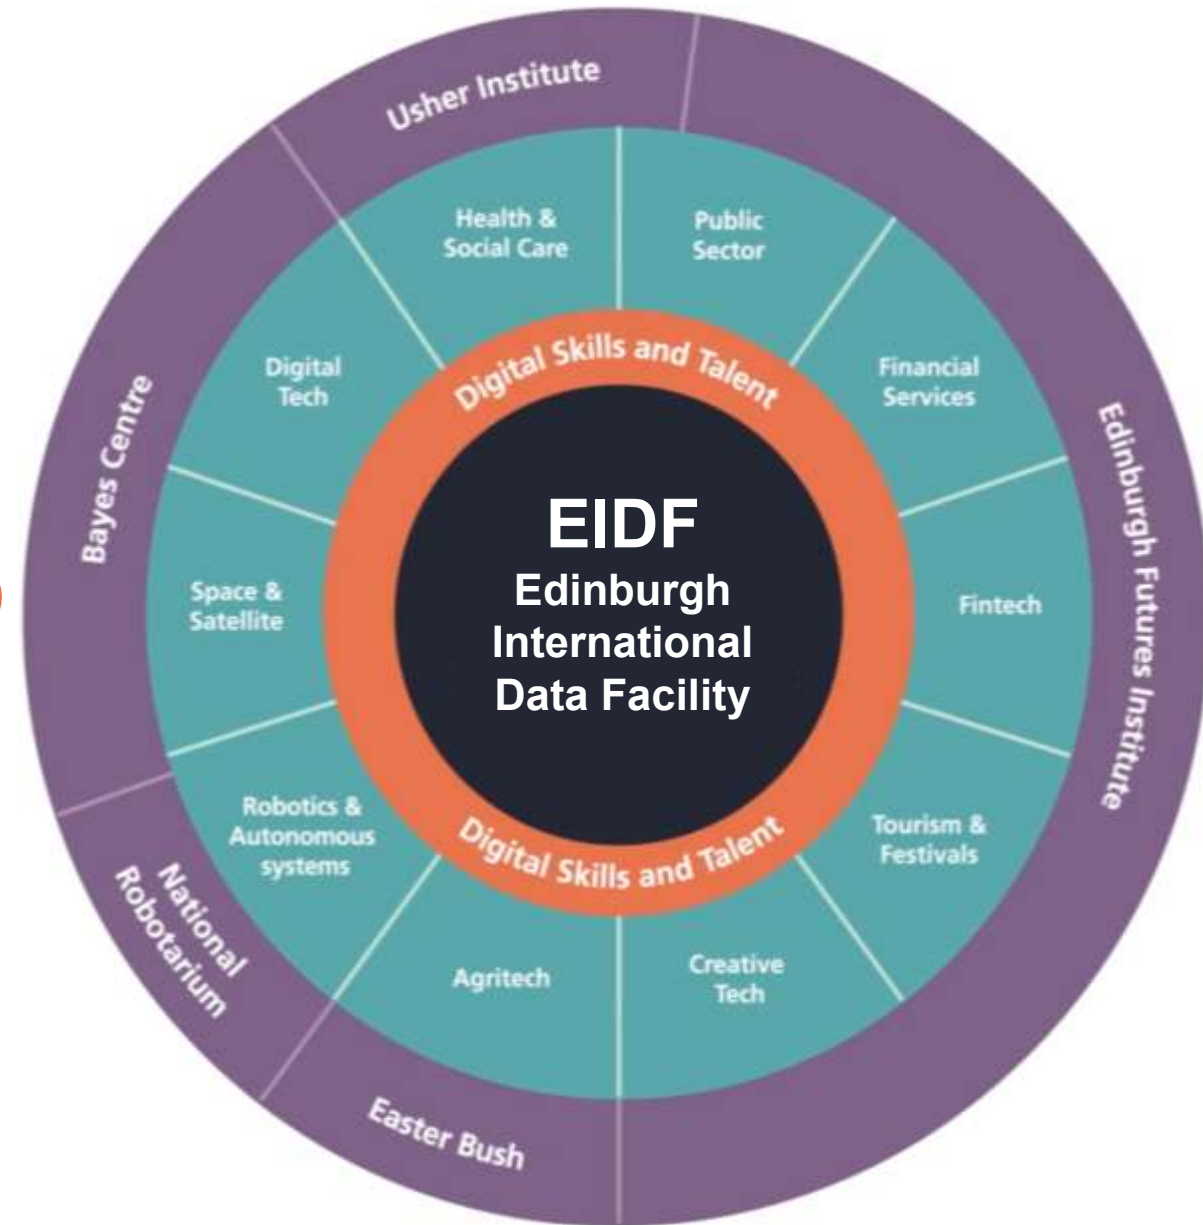 Usher Institute
Edinburgh Futures Institute
Easter Bush
National
Robotarium
Bayes Centre
Health &
Social Care
Public
Sector
Financial
Services
Fintech
Tourism &
Festivals
Creative
Tech
Agritech
Robotics &
Autonomous
systems
Space &
Satellite
Digital
Tech
Digital Skills and Talent
EIDF
Edinburgh
International
Data Facility
Digital Skills and Talent